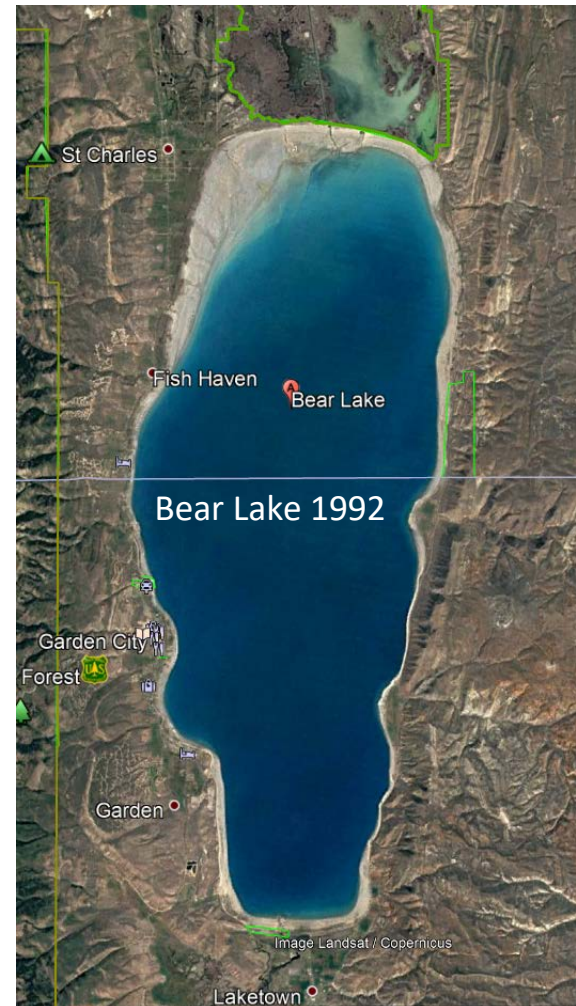 St Charles
Fish Haven
A
Bear Lake
Bear Lake 1992
Garden City
U S
Forest
Garden
Image Landsat / Copernicus
Laketown